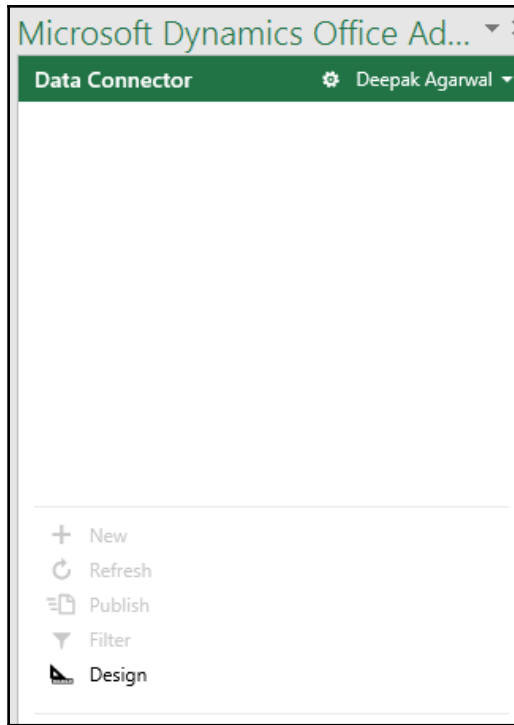 Microsoft Dynamics Office Ad...
Data Connector Deepak Agarwal
New
Refresh
Publish
Filter
Design